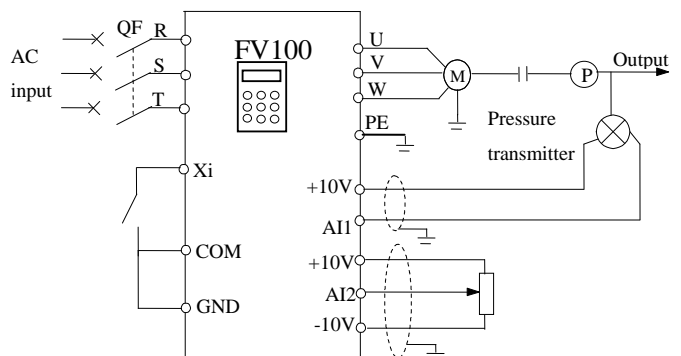 QF
R
AC
input
S
T
FV100
U
V
W
M
P
Output
PE
Pressure
transmitter
Xi
+10V
AI1
COM
+10V
AI2
GND
-10V